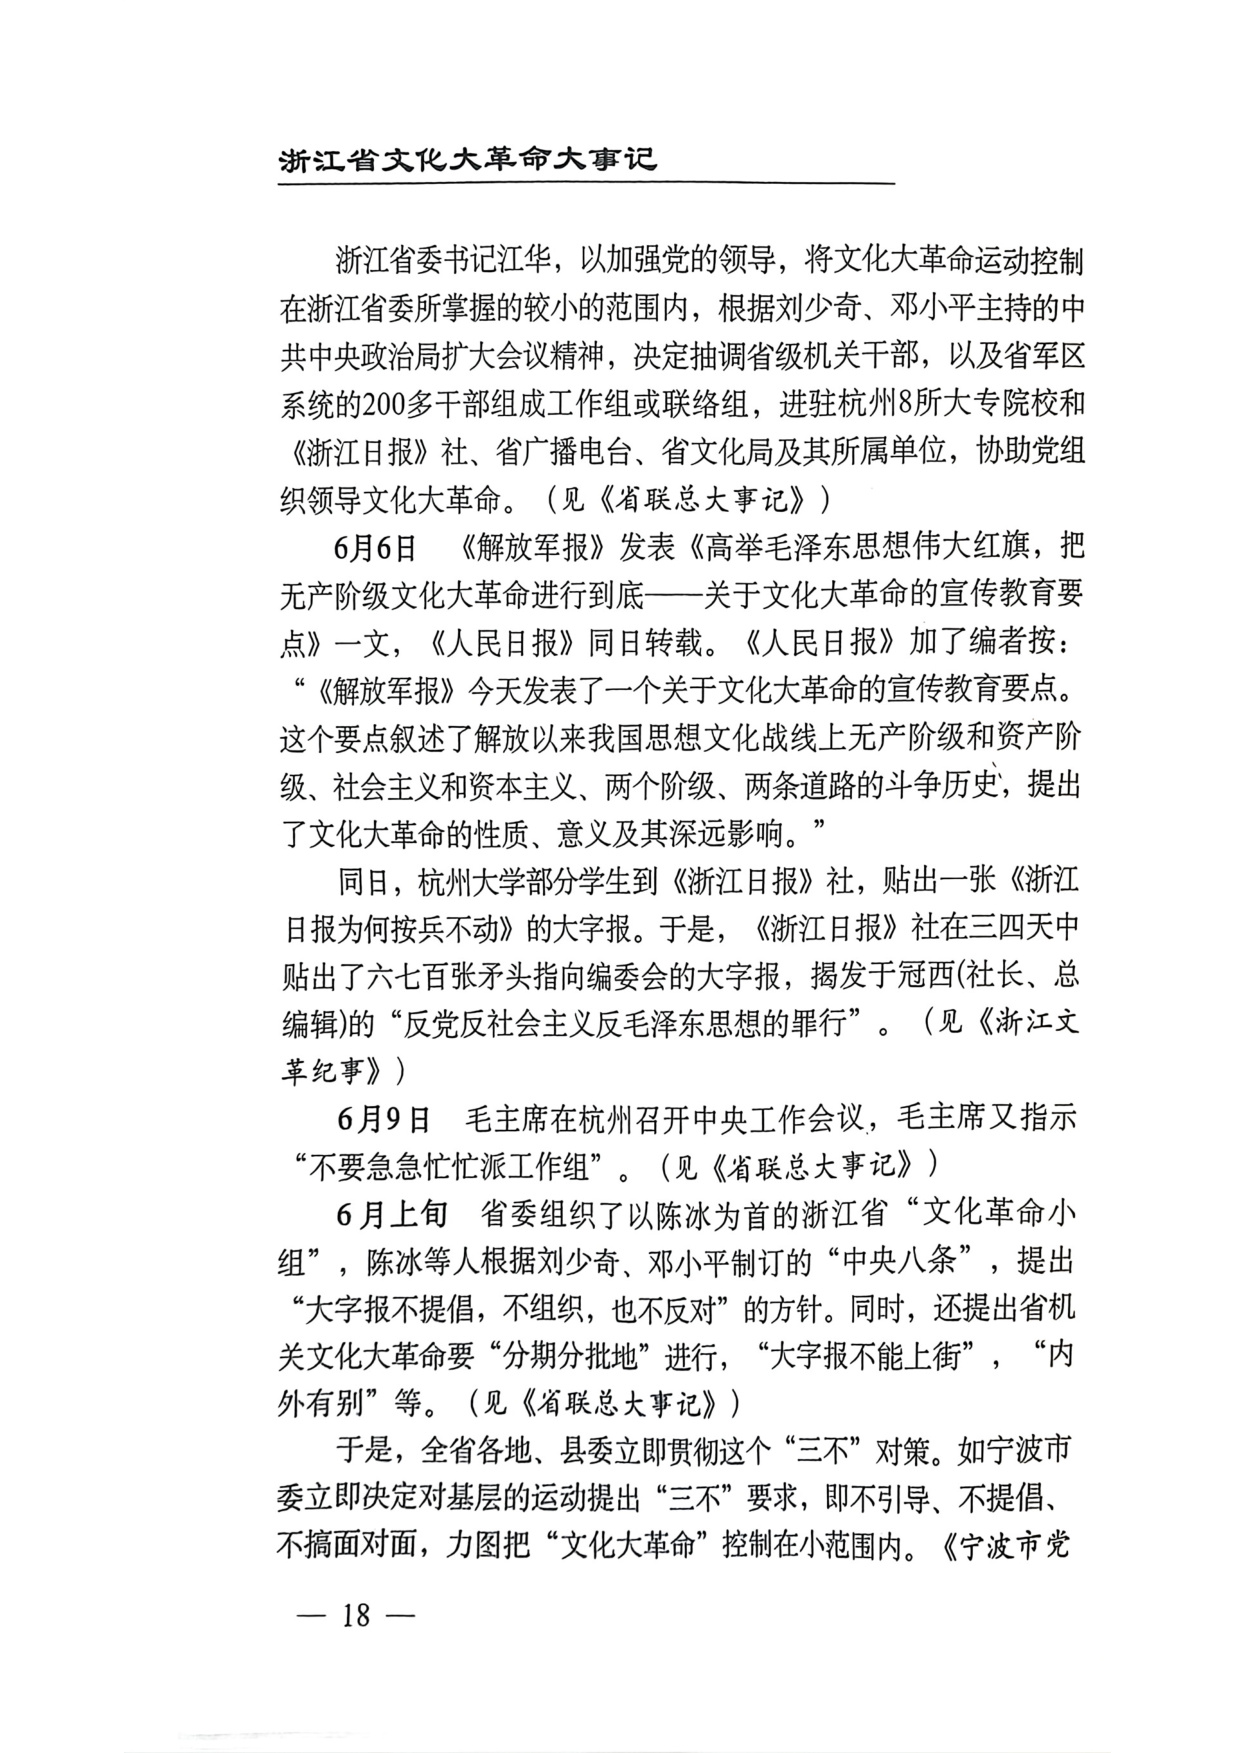 浙江省文化大革命大事记
浙江省委书记江华，以加强党的领导，将文化大革命运动控制
在浙江省委所掌握的较小的范围内，根据刘少奇、邓小平主持的中
共中央政治局扩大会议精神，决定抽调省级机关干部，以及省军区
系统的200多干部组成工作组或联络组，进驻杭州8所大专院校和
《浙江日报》社、省广播电台、省文化局及其所属单位，协助党组
织领导文化大革命。（见《省联总大事记》）
6月6日　《解放军报》发表《高举毛泽东思想伟大红旗，把
无产阶级文化大革命进行到底——关于文化大革命的宣传教育要
点》一文，《人民日报》同日转载。《人民日报》加了编者按：
“《解放军报》今天发表了一个关于文化大革命的宣传教育要点。
这个要点叙述了解放以来我国思想文化战线上无产阶级和资产阶
级、社会主义和资本主义、两个阶级、两条道路的斗争历史，提出
了文化大革命的性质、意义及其深远影响。”
同日，杭州大学部分学生到《浙江日报》社，贴出一张《浙江
日报为何按兵不动》的大字报。于是，《浙江日报》社在三四天中
贴出了六七百张矛头指向编委会的大字报，揭发于冠西(社长、总
编辑)的“反党反社会主义反毛泽东思想的罪行”。（见《浙江文
革纪事》）
6月9日　毛主席在杭州召开中央工作会议，毛主席又指示
“不要急急忙忙派工作组”。（见《省联总大事记》）
6月上旬　省委组织了以陈冰为首的浙江省“文化革命小
组”，陈冰等人根据刘少奇、邓小平制订的“中央八条”，提出
“大字报不提倡，不组织，也不反对”的方针。同时，还提出省机
关文化大革命要“分期分批地”进行，“大字报不能上街”，“内
外有别”等。（见《省联总大事记》）
于是，全省各地、县委立即贯彻这个“三不”对策。如宁波市
委立即决定对基层的运动提出“三不”要求，即不引导、不提倡、
不搞面对面，力图把“文化大革命”控制在小范围内。《宁波市党
— 18 —